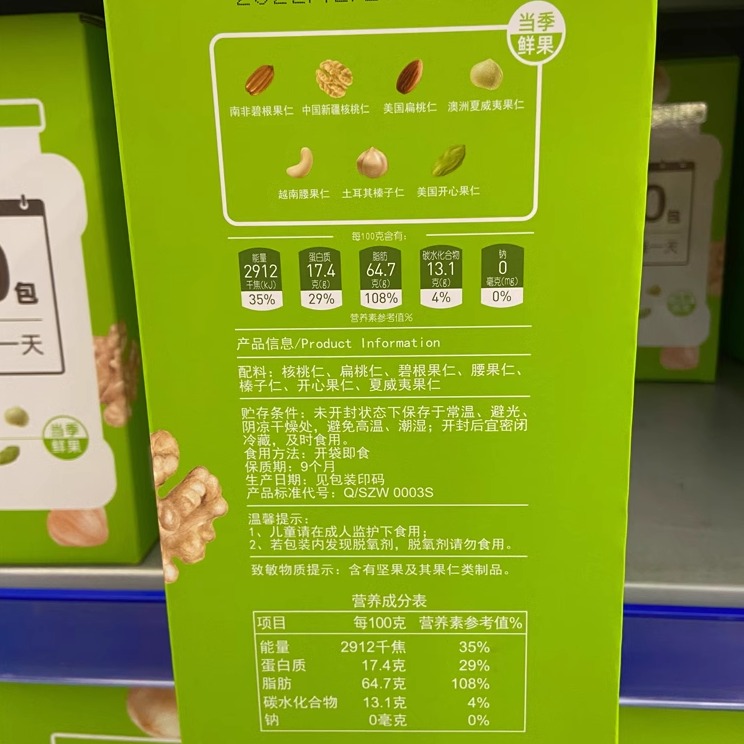 当季
鲜果
南非碧根果仁 中国新疆核桃仁 美国扁桃仁 澳洲夏威夷果仁
越南腰果仁 土耳其榛子仁 美国开心果仁
每100克含有:
能量 2912 千焦(kJ) 35%
蛋白质 17.4 克(g) 29%
脂肪 64.7 克(g) 108%
碳水化合物 13.1 克(g) 4%
钠 0 毫克(mg) 0%
营养素参考值%
产品信息/Product Information
配料：核桃仁、扁桃仁、碧根果仁、腰果仁、
榛子仁、开心果仁、夏威夷果仁
贮存条件：未开封状态下保存于常温、避光、
阴凉干燥处，避免高温、潮湿；开封后宜密闭
冷藏，及时食用。
食用方法：开袋即食
保质期：9个月
生产日期：见包装印码
产品标准代号：Q/SZW 0003S
温馨提示：
1、儿童请在成人监护下食用；
2、若包装内发现脱氧剂，脱氧剂请勿食用。
致敏物质提示：含有坚果及其果仁类制品。
营养成分表
项目 每100克 营养素参考值%
能量 2912千焦 35%
蛋白质 17.4克 29%
脂肪 64.7克 108%
碳水化合物 13.1克 4%
钠 0毫克 0%
包
一天
当季
鲜果
0包
一天